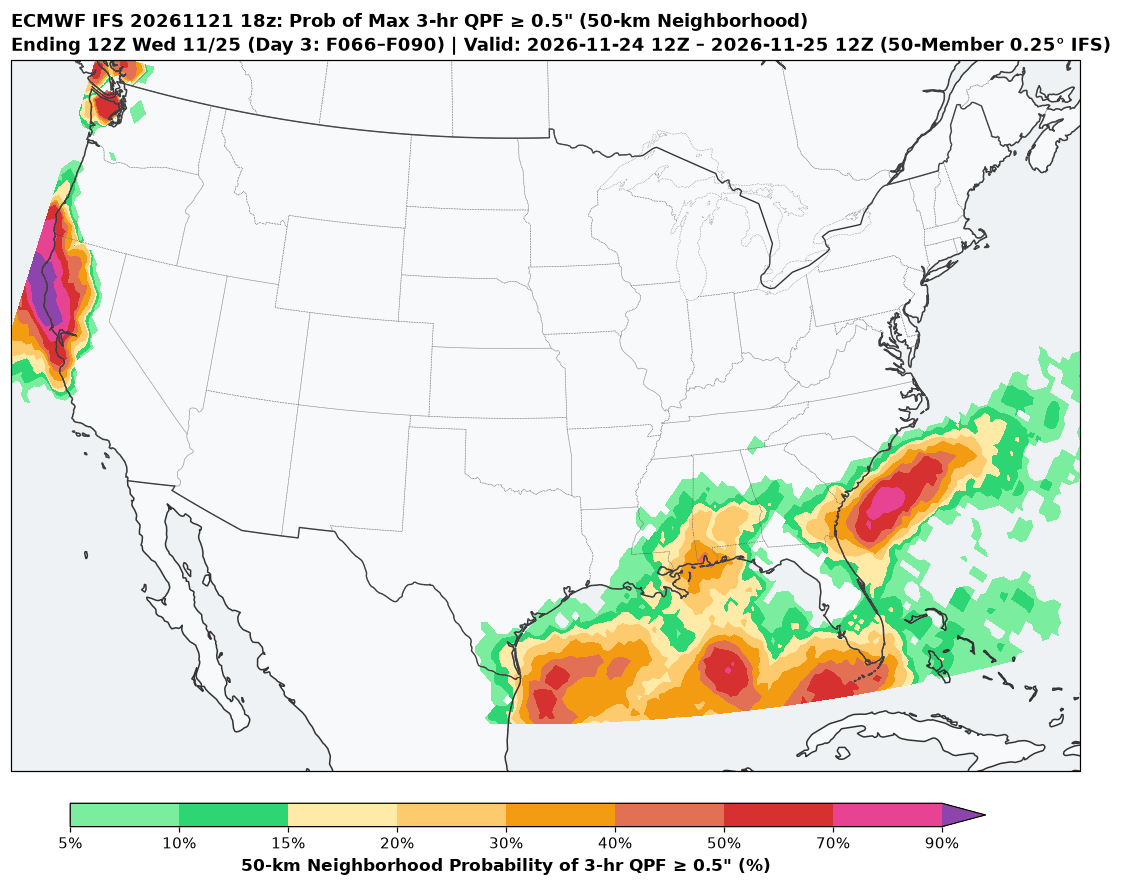 ECMWF IFS 20261121 18z: Prob of Max 3-hr QPF ≥ 0.5" (50-km Neighborhood)
Ending 12Z Wed 11/25 (Day 3: F066–F090) | Valid: 2026-11-24 12Z – 2026-11-25 12Z (50-Member 0.25° IFS)
5% 10% 15% 20% 30% 40% 50% 70% 90%
50-km Neighborhood Probability of 3-hr QPF ≥ 0.5" (%)